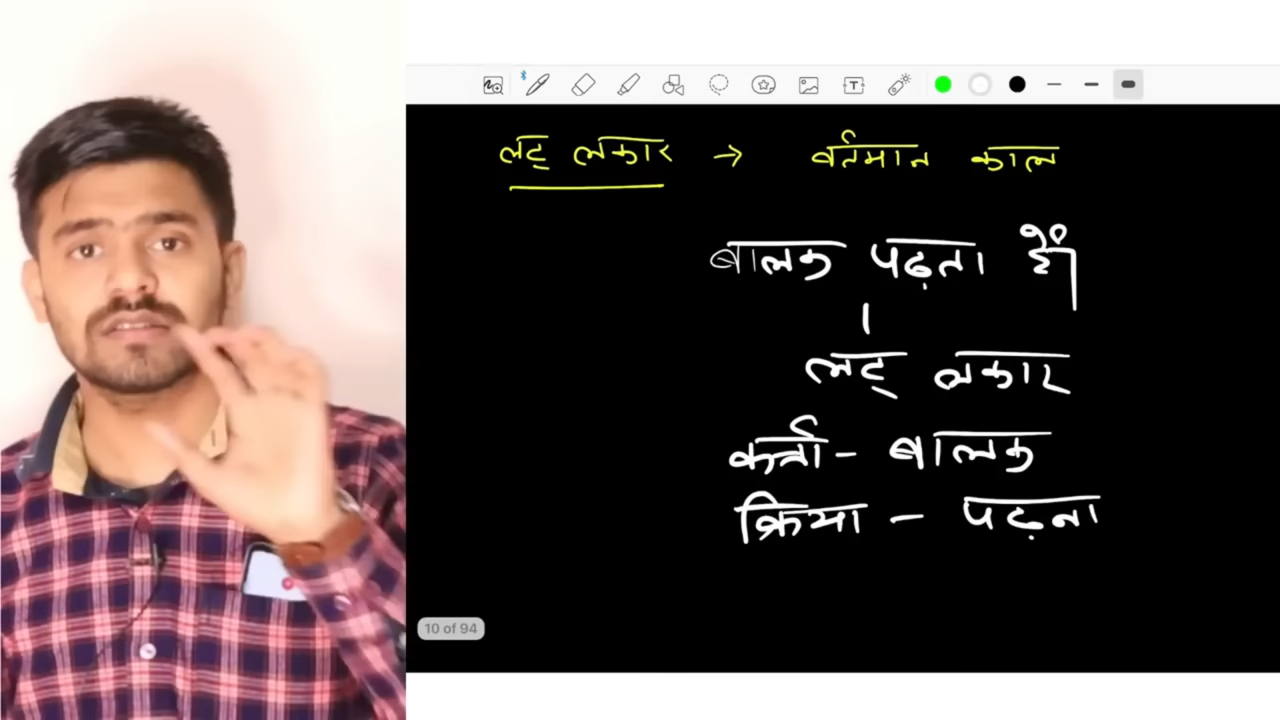 लट् लकार → वर्तमान काल
बालक पढ़ता है।
लट् लकार
कर्ता - बालक
क्रिया - पढ़ना
10 of 94